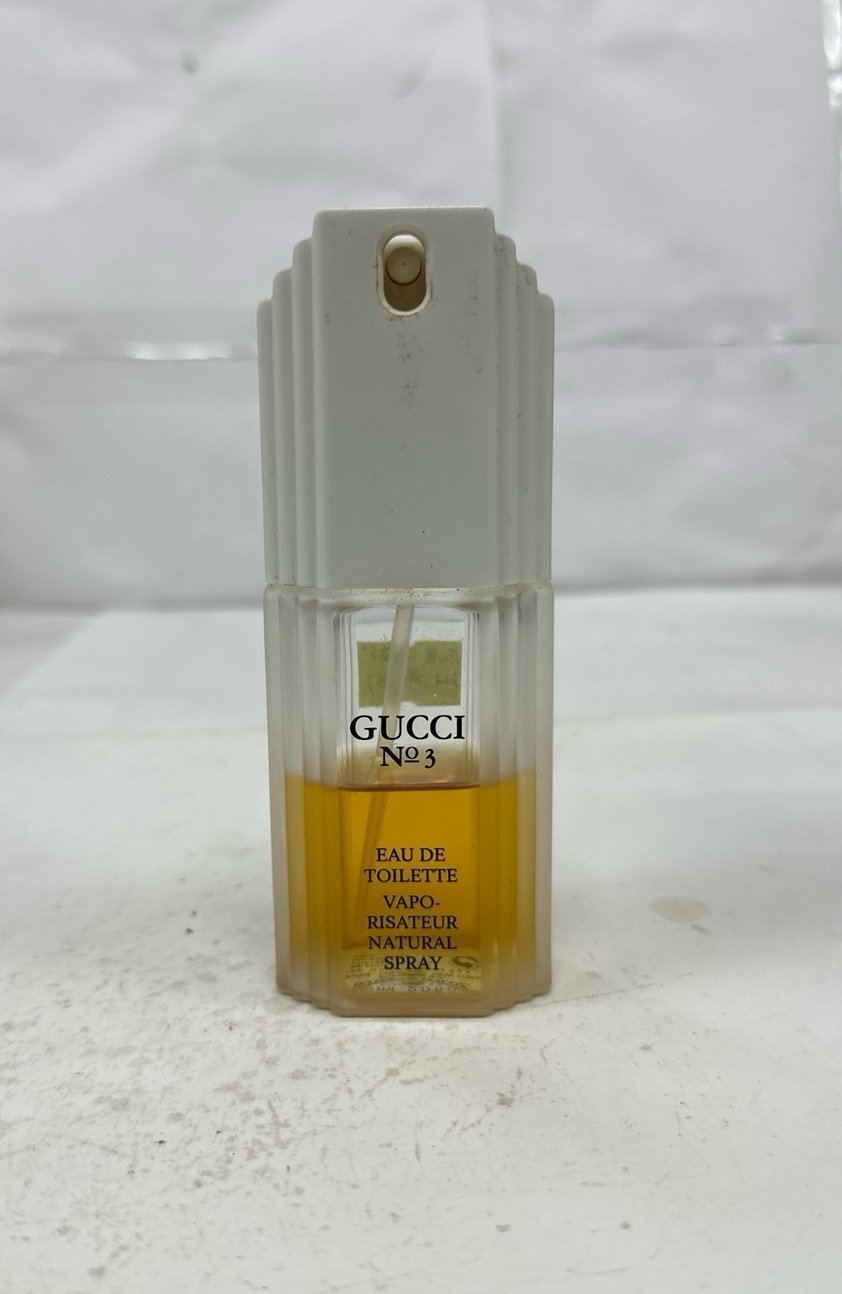 GUCCI
Nº 3
EAU DE
TOILETTE
VAPO-
RISATEUR
NATURAL
SPRAY